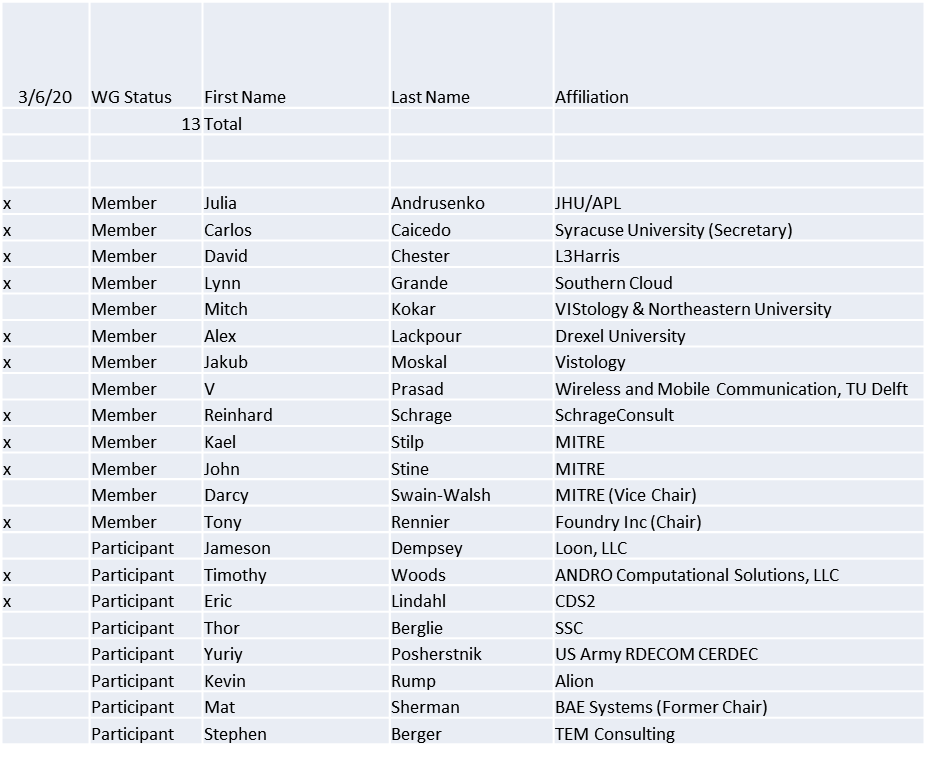 3/6/20 WG Status First Name Last Name Affiliation
13 Total
x Member Julia Andrusenko JHU/APL
x Member Carlos Caicedo Syracuse University (Secretary)
x Member David Chester L3Harris
x Member Lynn Grande Southern Cloud
Member Mitch Kokar VIStology & Northeastern University
x Member Alex Lackpour Drexel University
x Member Jakub Moskal Vistology
Member V Prasad Wireless and Mobile Communication, TU Delft
x Member Reinhard Schrage SchrageConsult
x Member Kael Stilp MITRE
x Member John Stine MITRE
Member Darcy Swain-Walsh MITRE (Vice Chair)
x Member Tony Rennier Foundry Inc (Chair)
Participant Jameson Dempsey Loon, LLC
x Participant Timothy Woods ANDRO Computational Solutions, LLC
x Participant Eric Lindahl CDS2
Participant Thor Berglie SSC
Participant Yuriy Posherstnik US Army RDECOM CERDEC
Participant Kevin Rump Alion
Participant Mat Sherman BAE Systems (Former Chair)
Participant Stephen Berger TEM Consulting